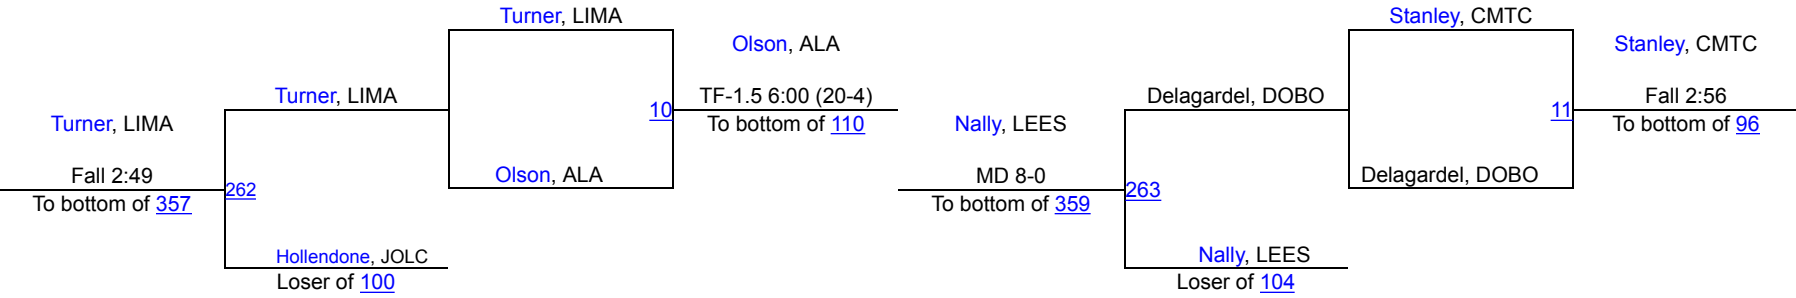 Turner, LIMA
Olson, ALA
Turner, LIMA
10
TF-1.5 6:00 (20-4)
To bottom of 110
Turner, LIMA
Olson, ALA
Fall 2:49
262
To bottom of 357
Hollendone, JOLC
Loser of 100
Stanley, CMTC
Stanley, CMTC
Delagardel, DOBO
11
Fall 2:56
To bottom of 96
Nally, LEES
Delagardel, DOBO
MD 8-0
263
To bottom of 359
Nally, LEES
Loser of 104